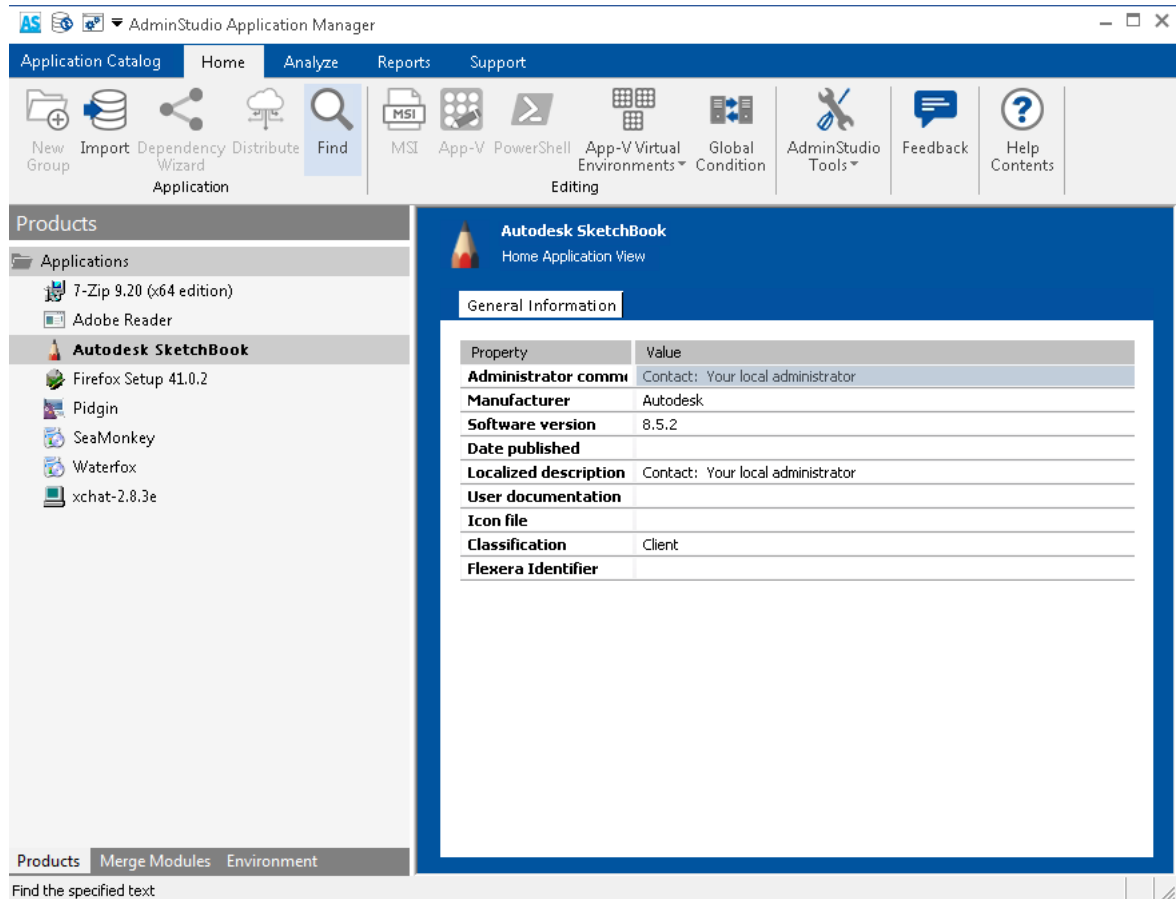 AS AdminStudio Application Manager
Application Catalog Home Analyze Reports Support
MSI
New Group Import Dependency Wizard Distribute Find MSI App-V PowerShell App-V Virtual Environments Global Condition AdminStudio Tools Feedback Help Contents
Application Editing
Products
Applications
7-Zip 9.20 (x64 edition)
Adobe Reader
Autodesk SketchBook
Firefox Setup 41.0.2
Pidgin
SeaMonkey
Waterfox
xchat-2.8.3e
Autodesk SketchBook
Home Application View
General Information
Property Value
Administrator comme Contact: Your local administrator
Manufacturer Autodesk
Software version 8.5.2
Date published
Localized description Contact: Your local administrator
User documentation
Icon file
Classification Client
Flexera Identifier
Products Merge Modules Environment
Find the specified text